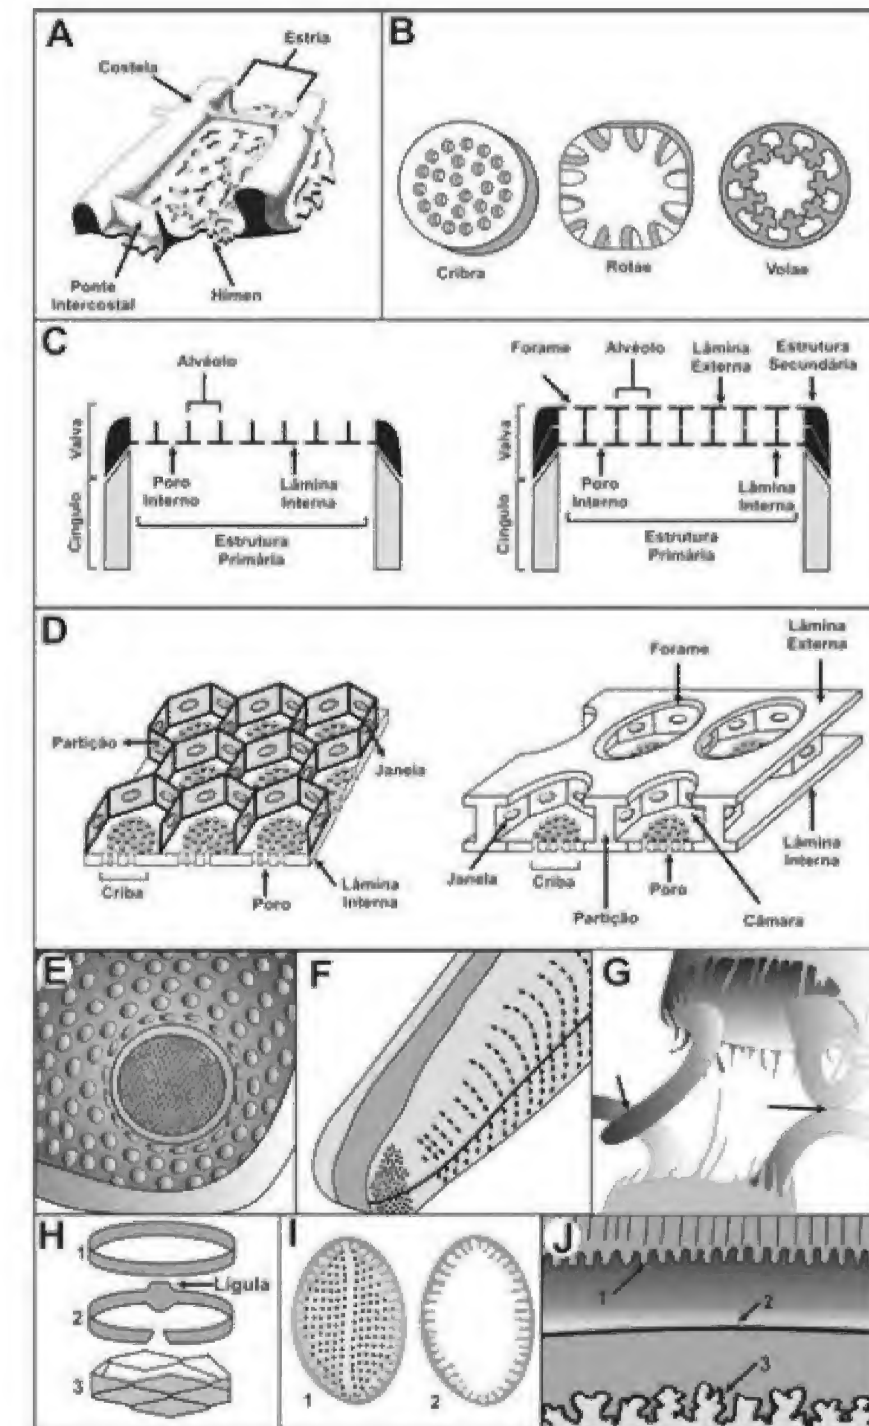 A
Estria
Costela
Ponte
Intercostal
Hímen
B
Cribra
Rotae
Volae
C
Alvéolo
Valva
Cíngulo
Poro
Interno
Lâmina
Interna
Estrutura
Primária
Forame
Alvéolo
Lâmina
Externa
Estrutura
Secundária
Valva
Cíngulo
Poro
Interno
Lâmina
Interna
Estrutura
Primária
D
Partição
Janela
Criba
Poro
Lâmina
Interna
Forame
Lâmina
Externa
Janela
Criba
Partição
Poro
Câmara
Lâmina
Interna
E
F
G
H
1
Lígula
2
3
I
1
2
J
1
2
3